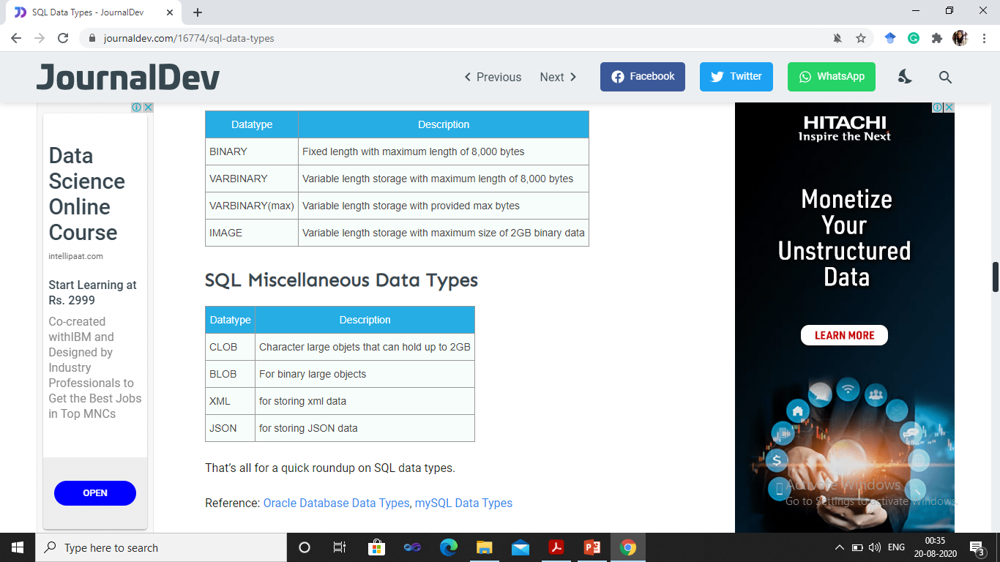 SQL Data Types - JournalDev
journaldev.com/16774/sql-data-types
JournalDev
Previous
Next
Facebook
Twitter
WhatsApp
Data
Science
Online
Course
intellipaat.com
Start Learning at
Rs. 2999
Co-created
withIBM and
Designed by
Industry
Professionals to
Get the Best Jobs
in Top MNCs
OPEN
Datatype Description
BINARY Fixed length with maximum length of 8,000 bytes
VARBINARY Variable length storage with maximum length of 8,000 bytes
VARBINARY(max) Variable length storage with provided max bytes
IMAGE Variable length storage with maximum size of 2GB binary data
SQL Miscellaneous Data Types
Datatype Description
CLOB Character large objets that can hold up to 2GB
BLOB For binary large objects
XML for storing xml data
JSON for storing JSON data
That's all for a quick roundup on SQL data types.
Reference: Oracle Database Data Types, mySQL Data Types
HITACHI
Inspire the Next
Monetize
Your
Unstructured
Data
LEARN MORE
Activate Windows
Go to Settings to activate Windows.
Type here to search
ENG
00:35
20-08-2020
3